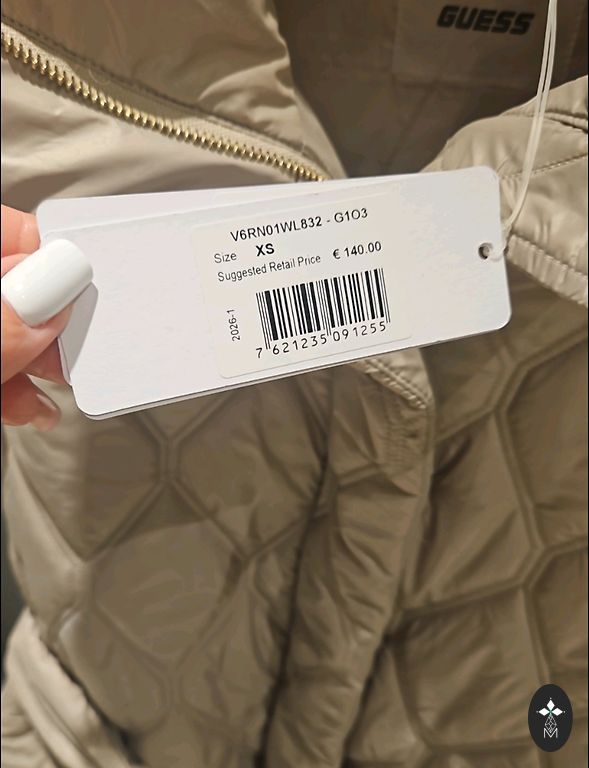 GUESS
V6RN01WL832 - G1O3
Size XS
Suggested Retail Price € 140.00
2026-1
7 621235 091255
M